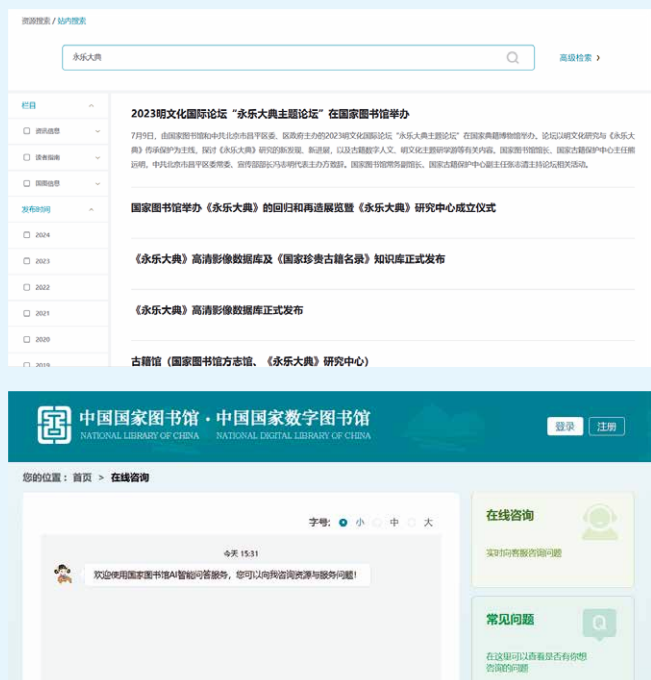 资源搜索 / 站内搜索
永乐大典
高级检索 >
栏目
资讯信息
读者指南
国图信息
发布时间
2024
2023
2022
2021
2020
2019
2023明文化国际论坛“永乐大典主题论坛”在国家图书馆举办
7月9日，由国家图书馆和中共北京市昌平区委、区政府主办的2023明文化国际论坛“永乐大典主题论坛”在国家典籍博物馆举办。论坛以明文化研究与《永乐大
典》传承保护为主线，探讨《永乐大典》研究的新发现、新进展，以及古籍数字人文、明文化主题研学游等有关内容。国家图书馆馆长、国家古籍保护中心主任熊
远明，中共北京市昌平区委常委、宣传部部长冯志明代表主办方致辞。国家图书馆常务副馆长、国家古籍保护中心副主任张志清主持论坛相关活动。
国家图书馆举办《永乐大典》的回归和再造展览暨《永乐大典》研究中心成立仪式
《永乐大典》高清影像数据库及《国家珍贵古籍名录》知识库正式发布
《永乐大典》高清影像数据库正式发布
古籍馆（国家图书馆方志馆、《永乐大典》研究中心）
中国国家图书馆·中国国家数字图书馆
NATIONAL LIBRARY OF CHINA NATIONAL DIGITAL LIBRARY OF CHINA
登录 注册
您的位置：首页 > 在线咨询
字号: 小 中 大
今天 15:31
欢迎使用国家图书馆AI智能问答服务，您可以向我咨询资源与服务问题！
在线咨询
实时向客服咨询问题
常见问题
Q
在这里可以查看是否有你想
咨询的问题